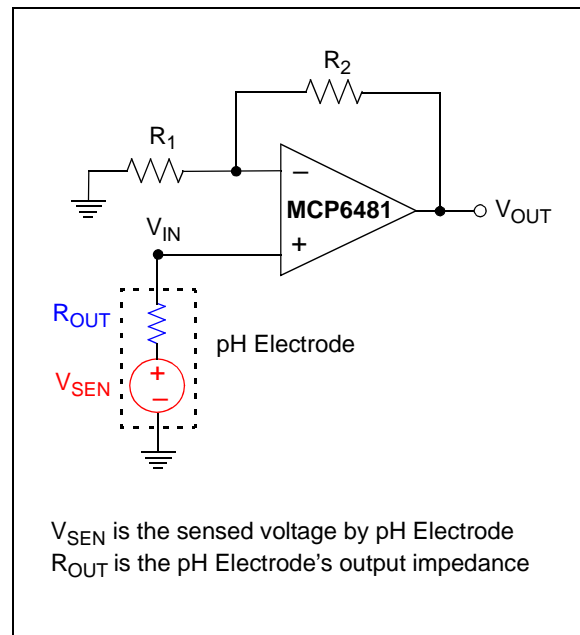 R2
R1
−
MCP6481
VOUT
VIN
+
ROUT
pH Electrode
VSEN
+
−
VSEN is the sensed voltage by pH Electrode
ROUT is the pH Electrode's output impedance